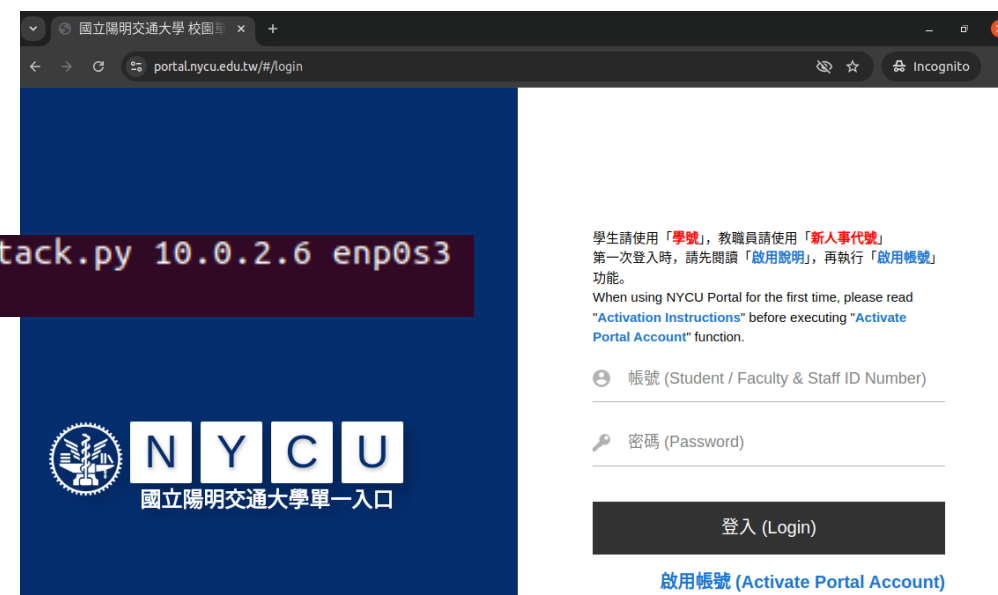 國立陽明交通大學 校園單
portal.nycu.edu.tw/#/login
Incognito
tack.py 10.0.2.6 enp0s3
NYCU
國立陽明交通大學單一入口
學生請使用「學號」，教職員請使用「新人事代號」
第一次登入時，請先閱讀「啟用說明」，再執行「啟用帳號」
功能。
When using NYCU Portal for the first time, please read
"Activation Instructions" before executing "Activate
Portal Account" function.
帳號 (Student / Faculty & Staff ID Number)
密碼 (Password)
登入 (Login)
啟用帳號 (Activate Portal Account)